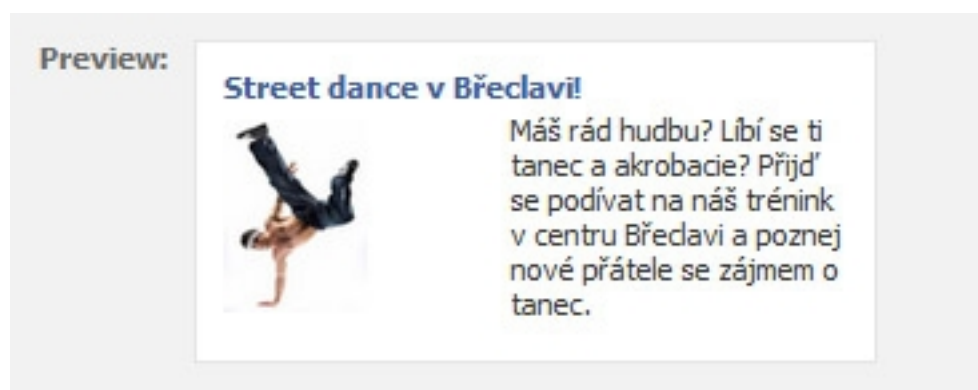 Preview:
Street dance v Břeclavi!
Máš rád hudbu? Líbí se ti
tanec a akrobacie? Přijď
se podívat na náš trénink
v centru Břeclavi a poznej
nové přátele se zájmem o
tanec.